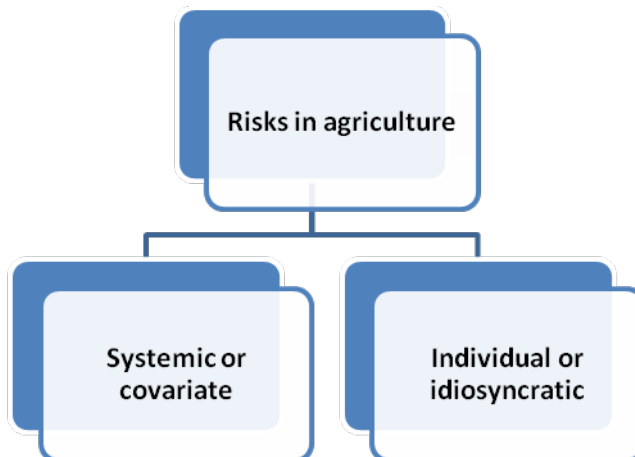 Risks in agriculture
Systemic or
covariate
Individual or
idiosyncratic